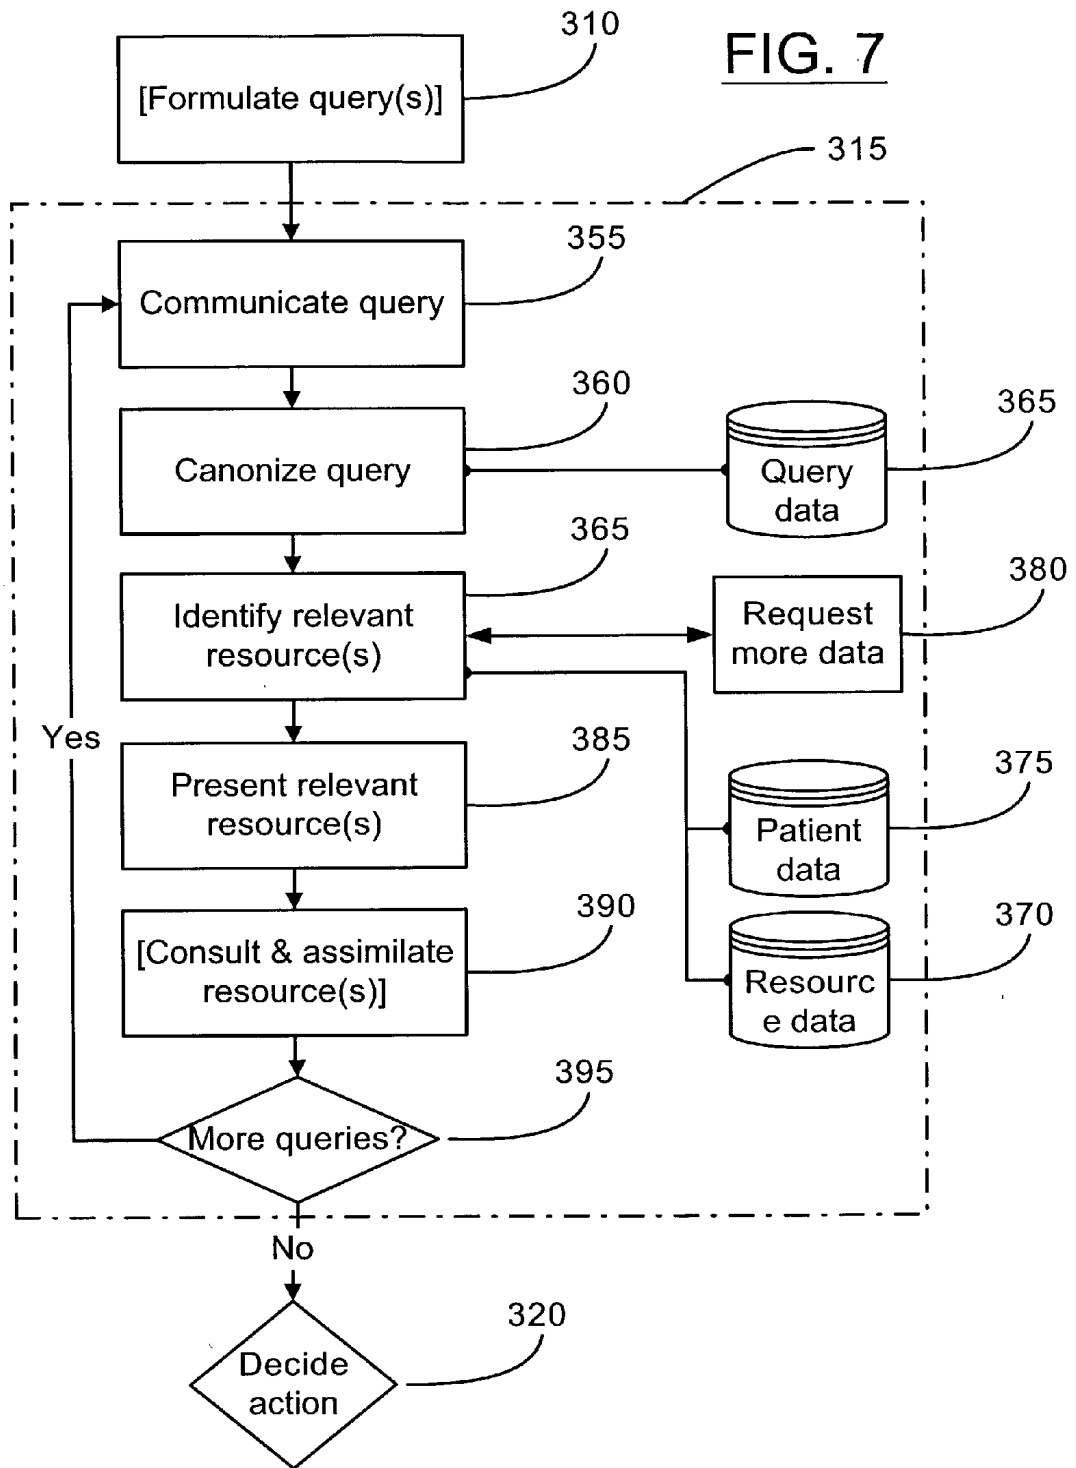 310
FIG. 7
[Formulate query(s)]
315
355
Communicate query
360
365
Canonize query
Query
data
365
380
Identify relevant
resource(s)
Request
more data
Yes
385
375
Present relevant
resource(s)
Patient
data
390
370
[Consult & assimilate
resource(s)]
Resourc
e data
395
More queries?
No
320
Decide
action